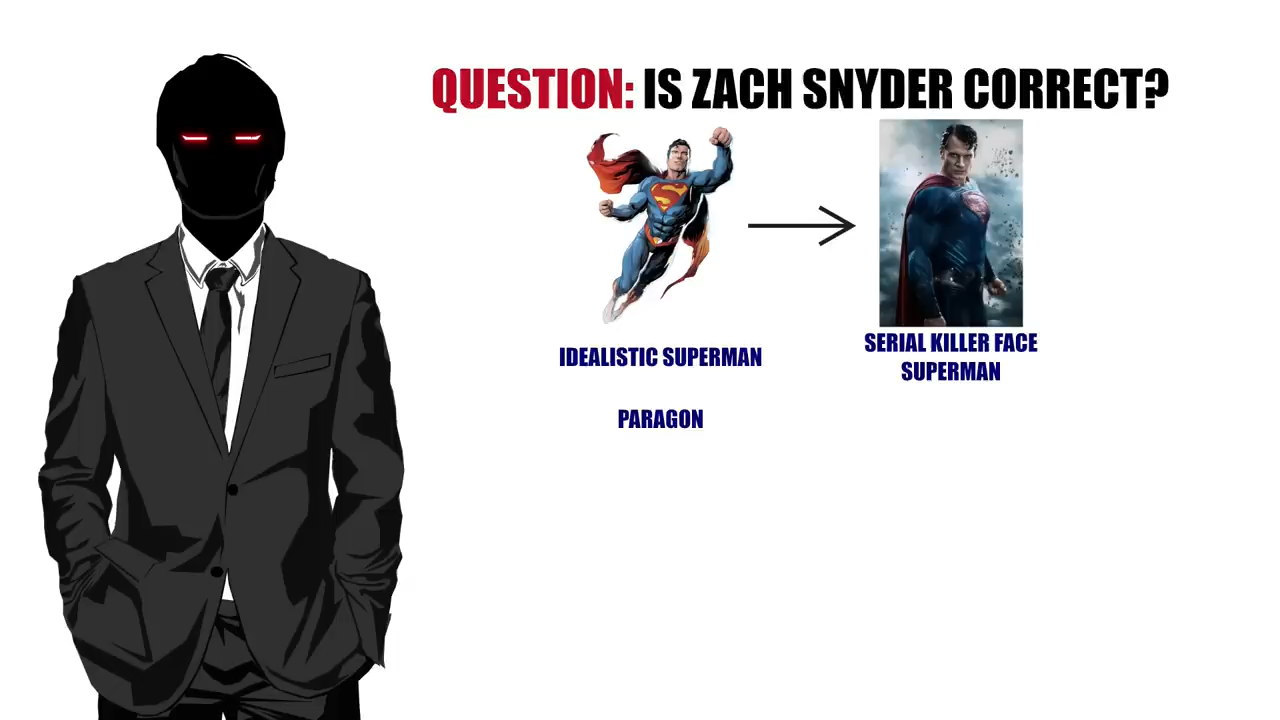 QUESTION: IS ZACH SNYDER CORRECT?
IDEALISTIC SUPERMAN
SERIAL KILLER FACE
SUPERMAN
PARAGON